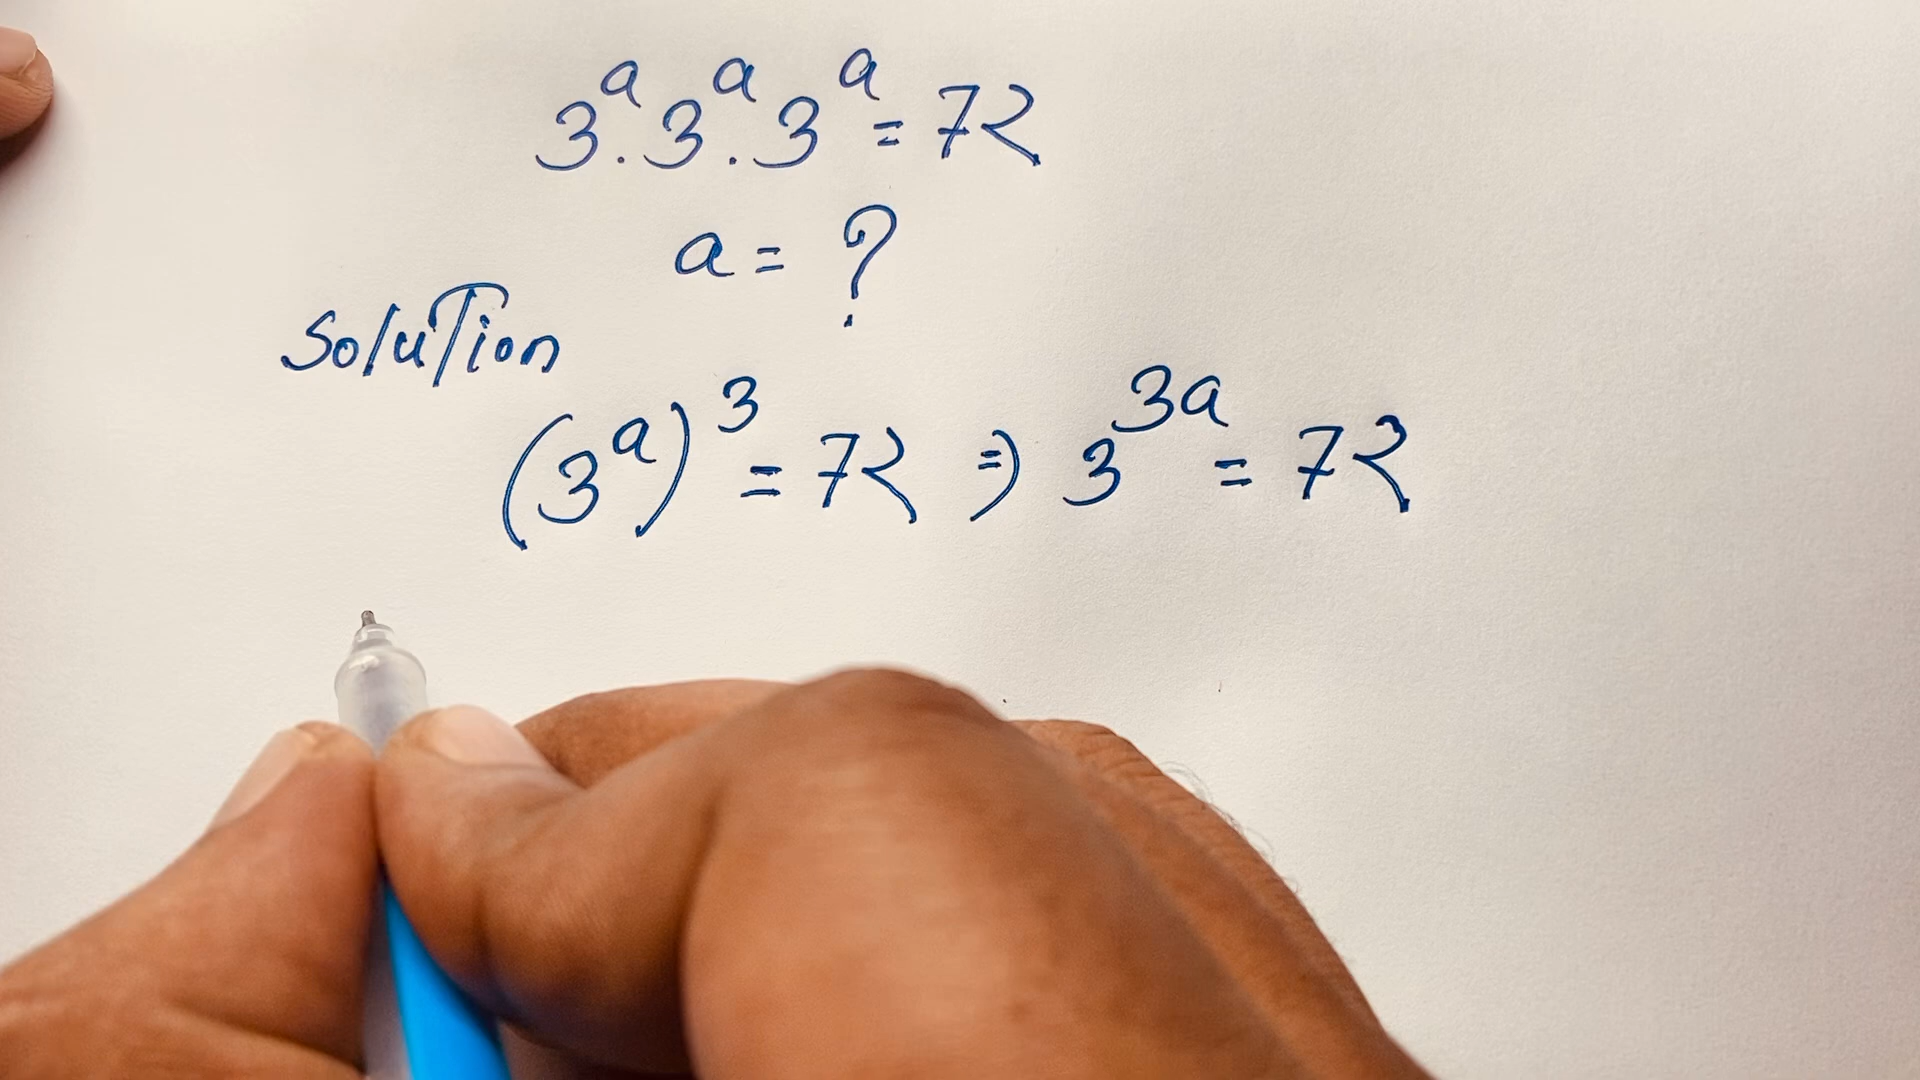 3^a . 3^a . 3^a = 72
a = ?
Solution
(3^a)^3 = 72 ⇒ 3^3a = 72